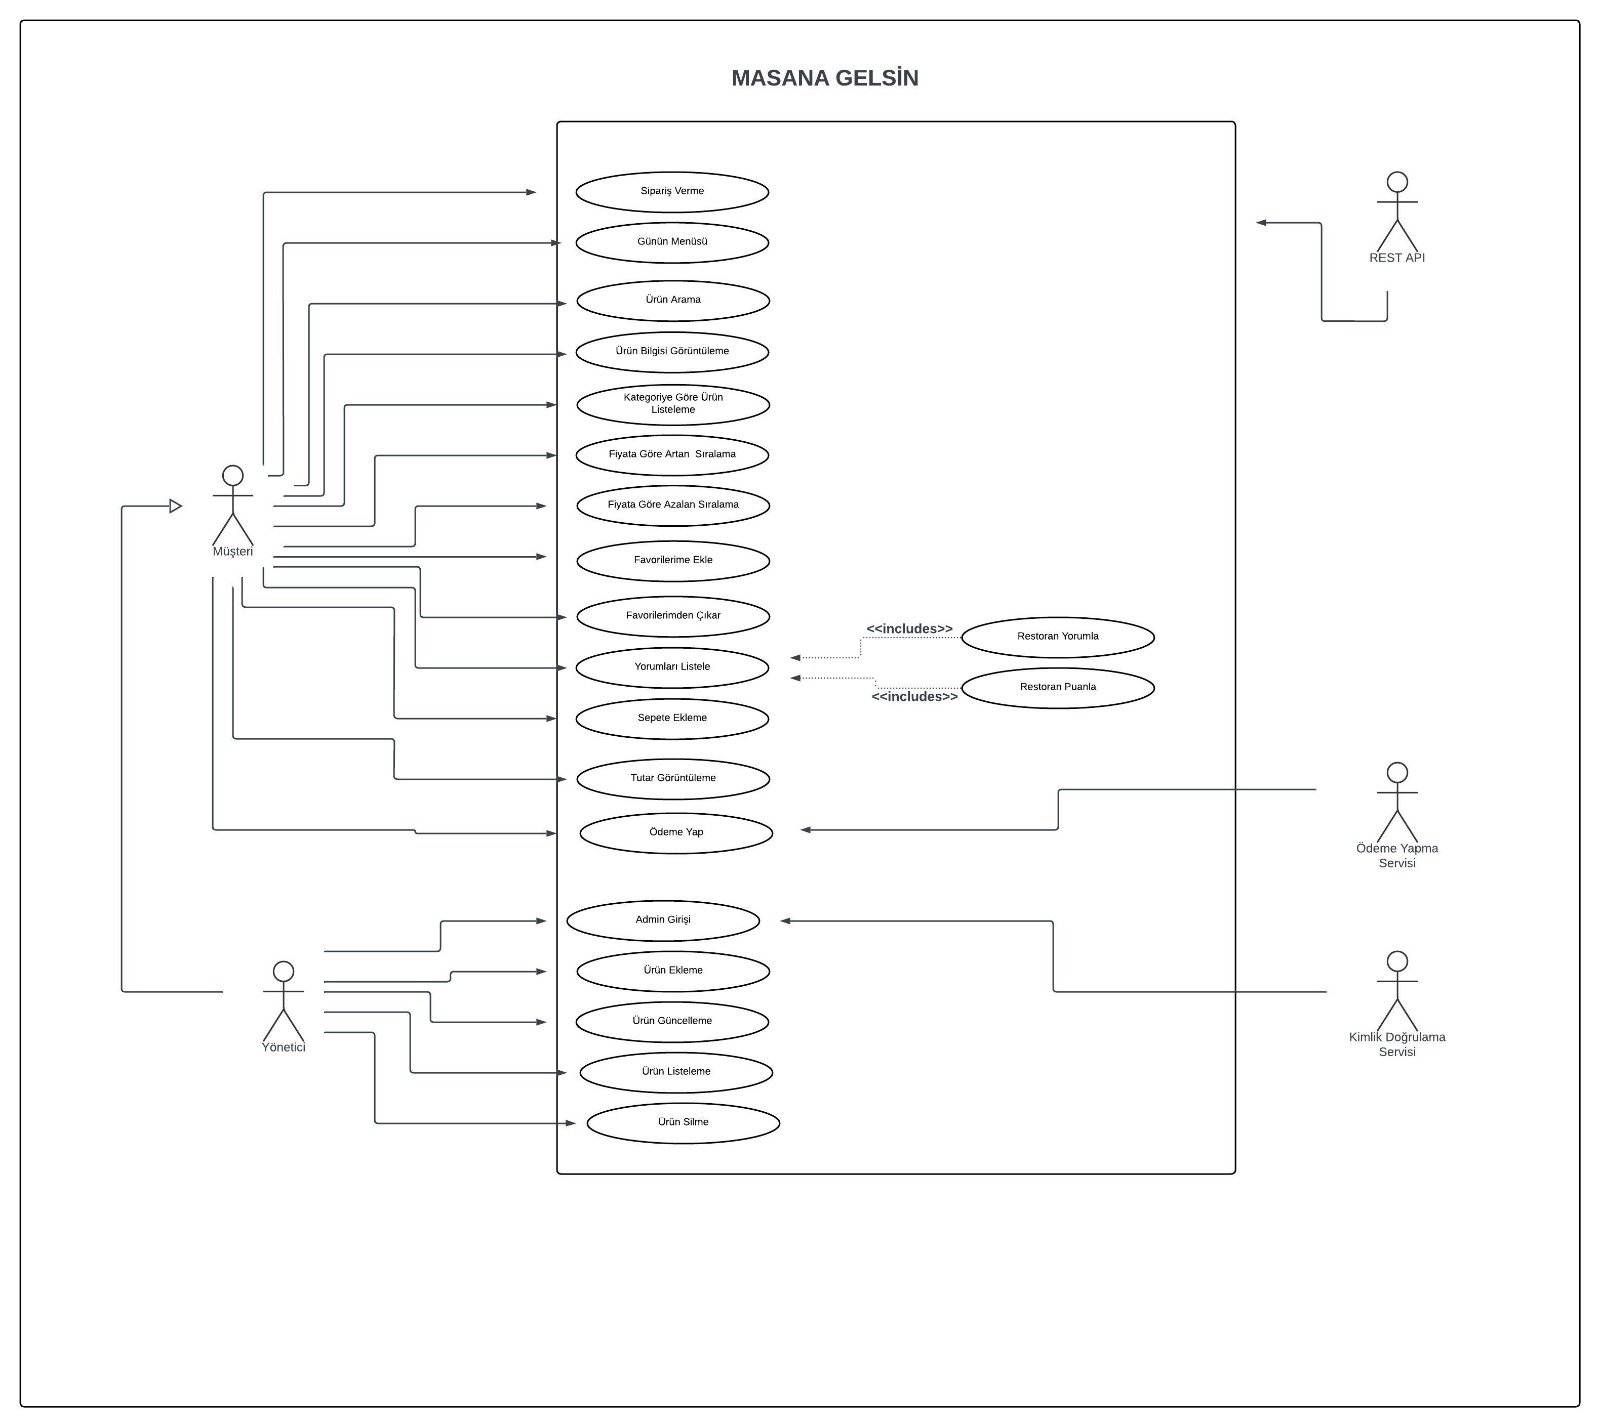 MASANA GELSİN
Sipariş Verme
Günün Menüsü
REST API
Ürün Arama
Ürün Bilgisi Görüntüleme
Kategoriye Göre Ürün
Listeleme
Fiyata Göre Artan  Sıralama
Fiyata Göre Azalan Sıralama
Müşteri
Favorilerime Ekle
Favorilerimden Çıkar
<<includes>>
Restoran Yorumla
Yorumları Listele
Restoran Puanla
<<includes>>
Sepete Ekleme
Tutar Görüntüleme
Ödeme Yap
Ödeme Yapma
Servisi
Admin Girişi
Ürün Ekleme
Ürün Güncelleme
Kimlik Doğrulama
Servisi
Yönetici
Ürün Listeleme
Ürün Silme